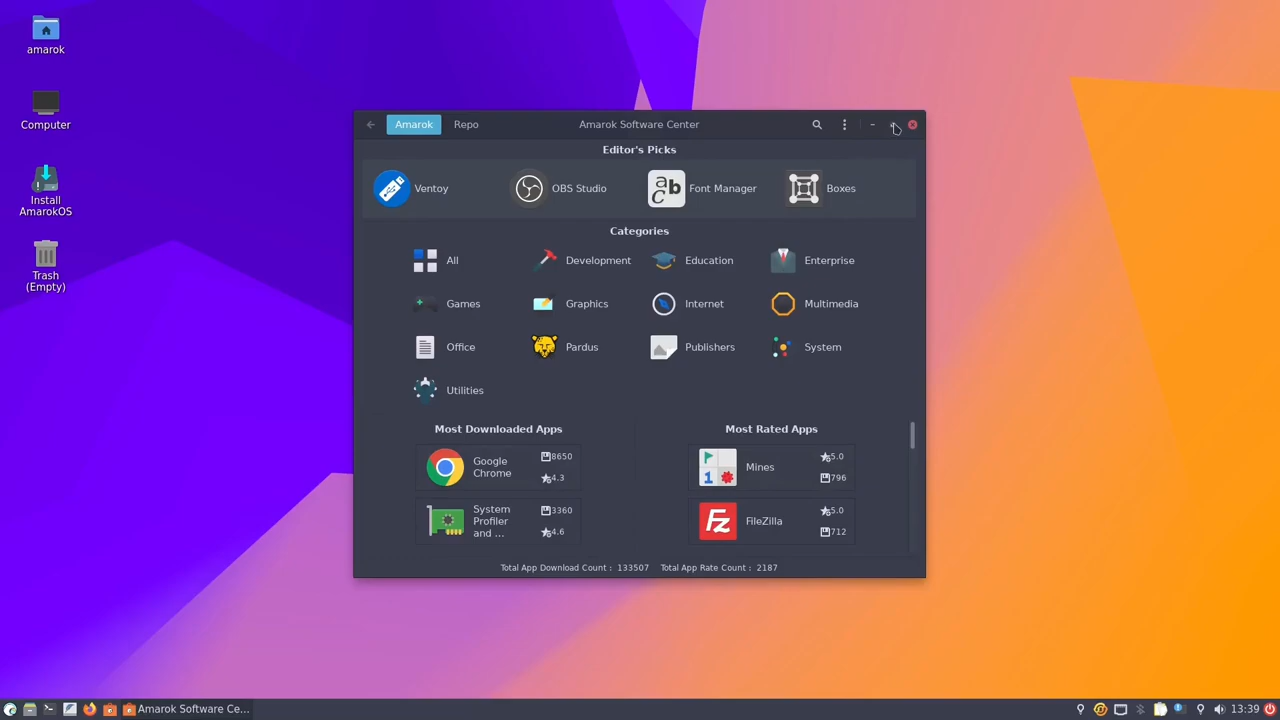 amarok
Computer
Install
AmarokOS
Trash
(Empty)
Amarok Repo Amarok Software Center
Editor's Picks
Ventoy OBS Studio Font Manager Boxes
Categories
All Development Education Enterprise
Games Graphics Internet Multimedia
Office Pardus Publishers System
Utilities
Most Downloaded Apps Most Rated Apps
Google
Chrome
8650
4.3
Mines
5.0
796
System
Profiler
and ...
3360
4.6
FileZilla
5.0
712
Total App Download Count : 133507 Total App Rate Count : 2187
Amarok Software Ce... 13:39